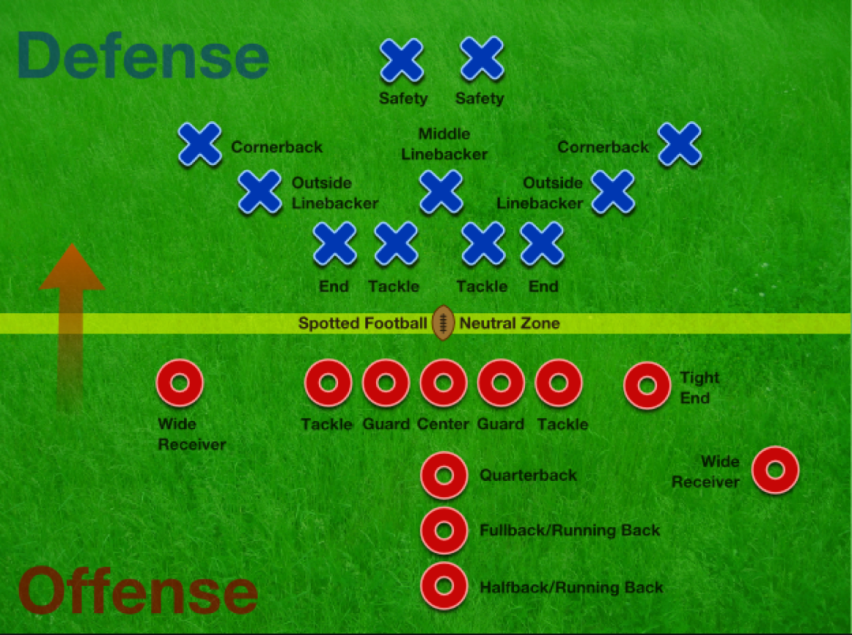 Defense
Safety Safety
Cornerback
Middle
Linebacker
Cornerback
Outside
Linebacker
Outside
Linebacker
End Tackle Tackle End
Spotted Football Neutral Zone
Wide
Receiver
Tackle Guard Center Guard Tackle
Tight
End
Quarterback
Wide
Receiver
Fullback/Running Back
Halfback/Running Back
Offense